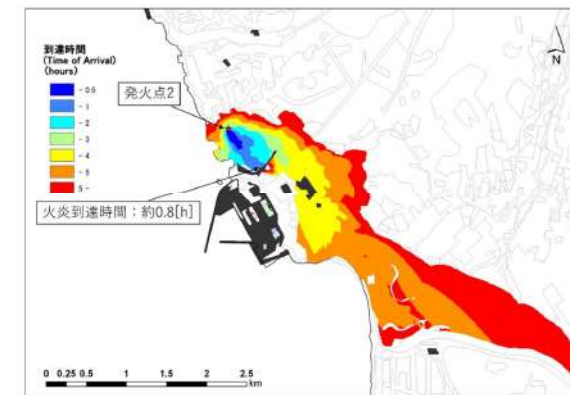 到達時間
(Time of Arrival)
(hours)
- 0.5
- 1
- 2
- 3
- 4
- 5
5 -
発火点2
火炎到達時間：約0.8[h]
N
0 0.25 0.5 1 1.5 2 2.5
km